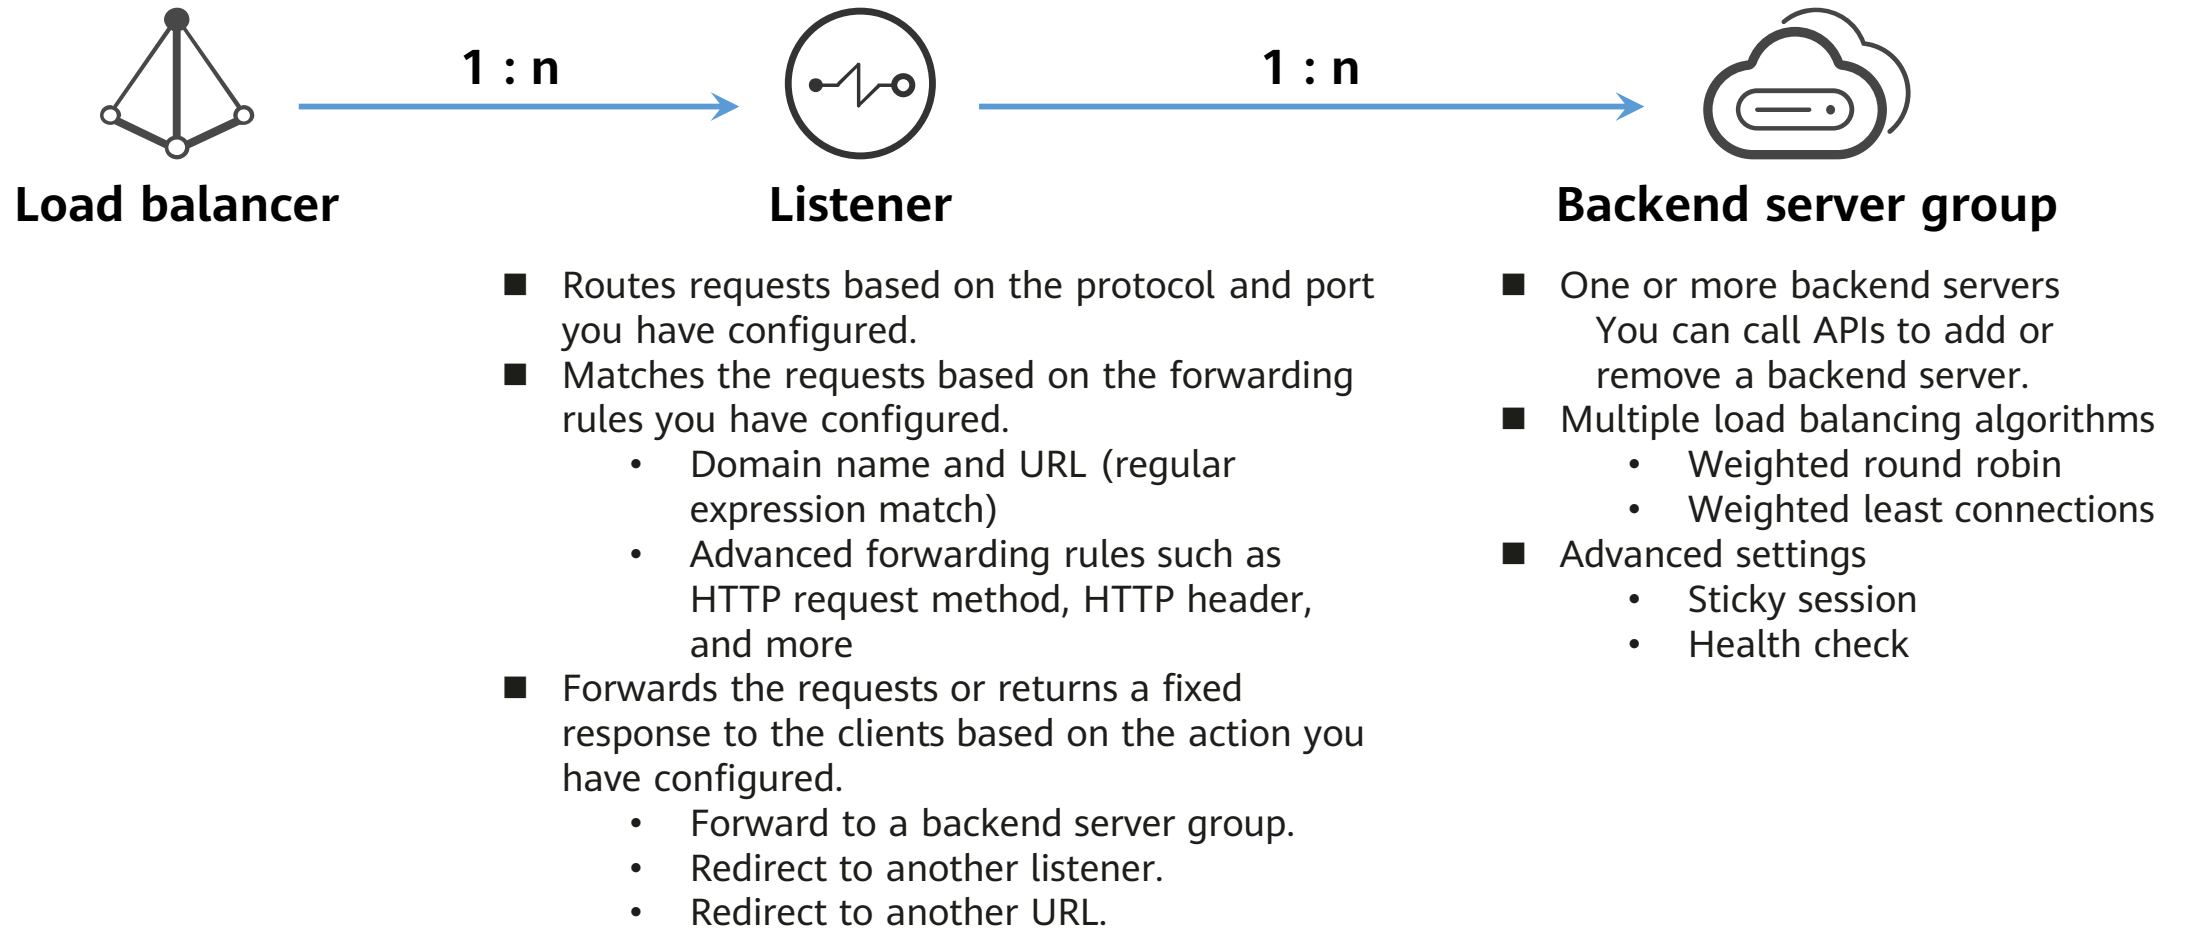 1 : n
1 : n
Load balancer
Listener
Backend server group
■ Routes requests based on the protocol and port
you have configured.
■ Matches the requests based on the forwarding
rules you have configured.
• Domain name and URL (regular
expression match)
• Advanced forwarding rules such as
HTTP request method, HTTP header,
and more
■ Forwards the requests or returns a fixed
response to the clients based on the action you
have configured.
• Forward to a backend server group.
• Redirect to another listener.
• Redirect to another URL.
■ One or more backend servers
You can call APIs to add or
remove a backend server.
■ Multiple load balancing algorithms
• Weighted round robin
• Weighted least connections
■ Advanced settings
• Sticky session
• Health check